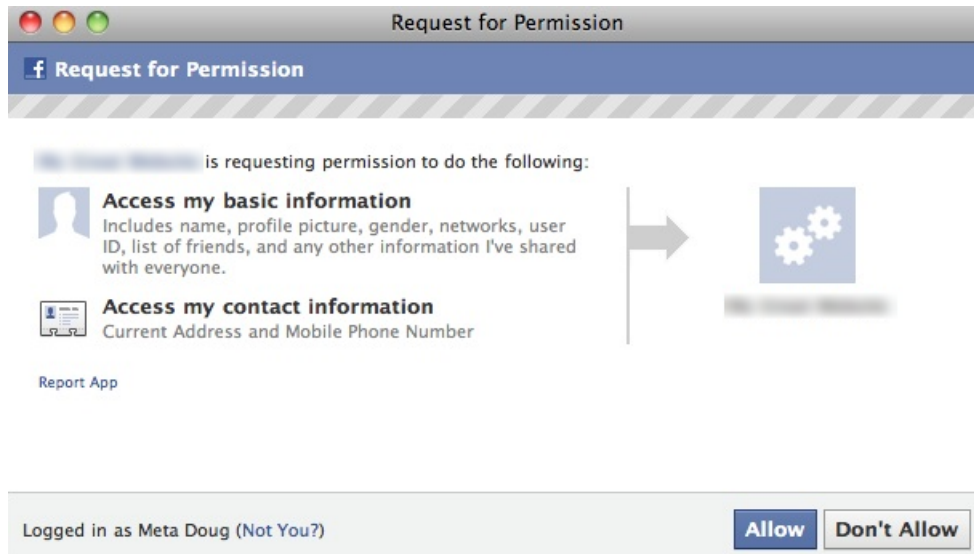 Request for Permission
f Request for Permission
is requesting permission to do the following:
Access my basic information
Includes name, profile picture, gender, networks, user
ID, list of friends, and any other information I've shared
with everyone.
Access my contact information
Current Address and Mobile Phone Number
Report App
Logged in as Meta Doug (Not You?)
Allow
Don't Allow